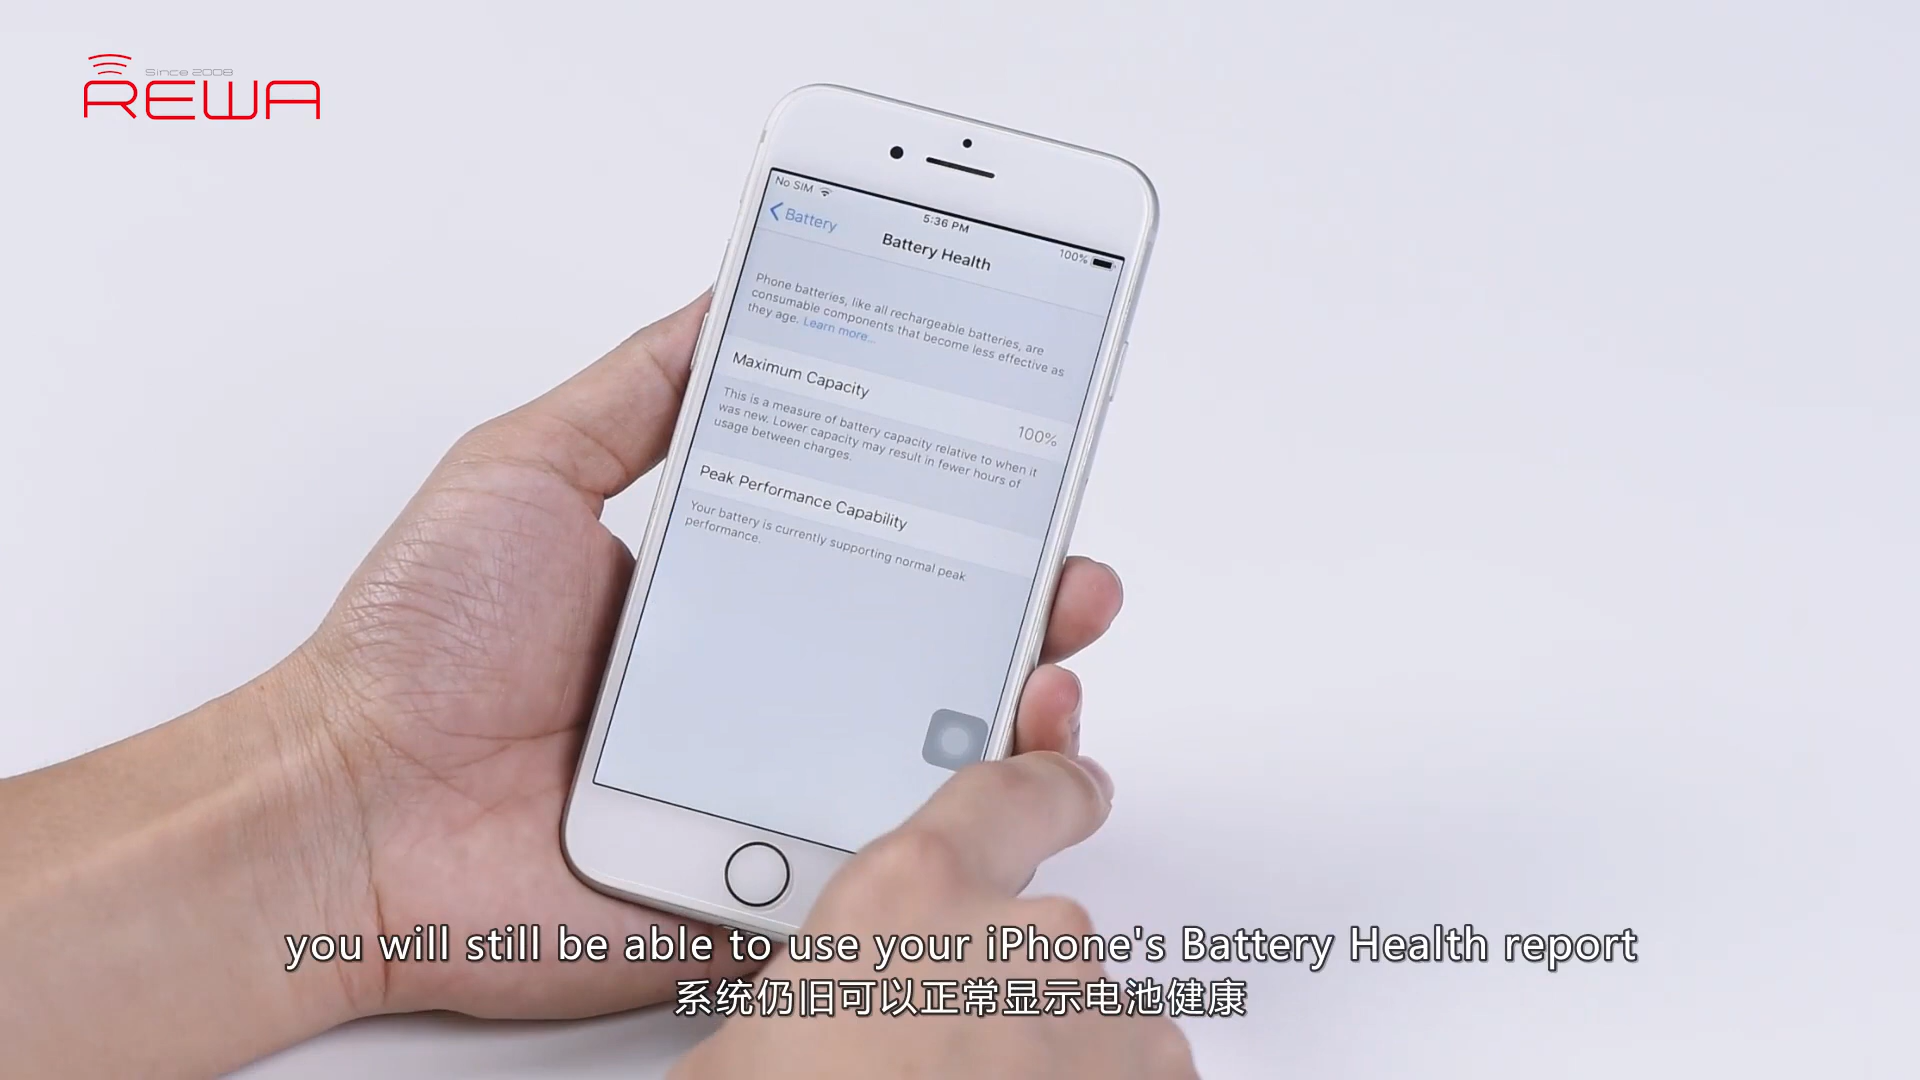 Since 2008
REWA
No SIM
5:36 PM
100%
Battery
Battery Health
Phone batteries, like all rechargeable batteries, are
consumable components that become less effective as
they age. Learn more...
Maximum Capacity
100%
This is a measure of battery capacity relative to when it
was new. Lower capacity may result in fewer hours of
usage between charges.
Peak Performance Capability
Your battery is currently supporting normal peak
performance.
you will still be able to use your iPhone's Battery Health report
系统仍旧可以正常显示电池健康